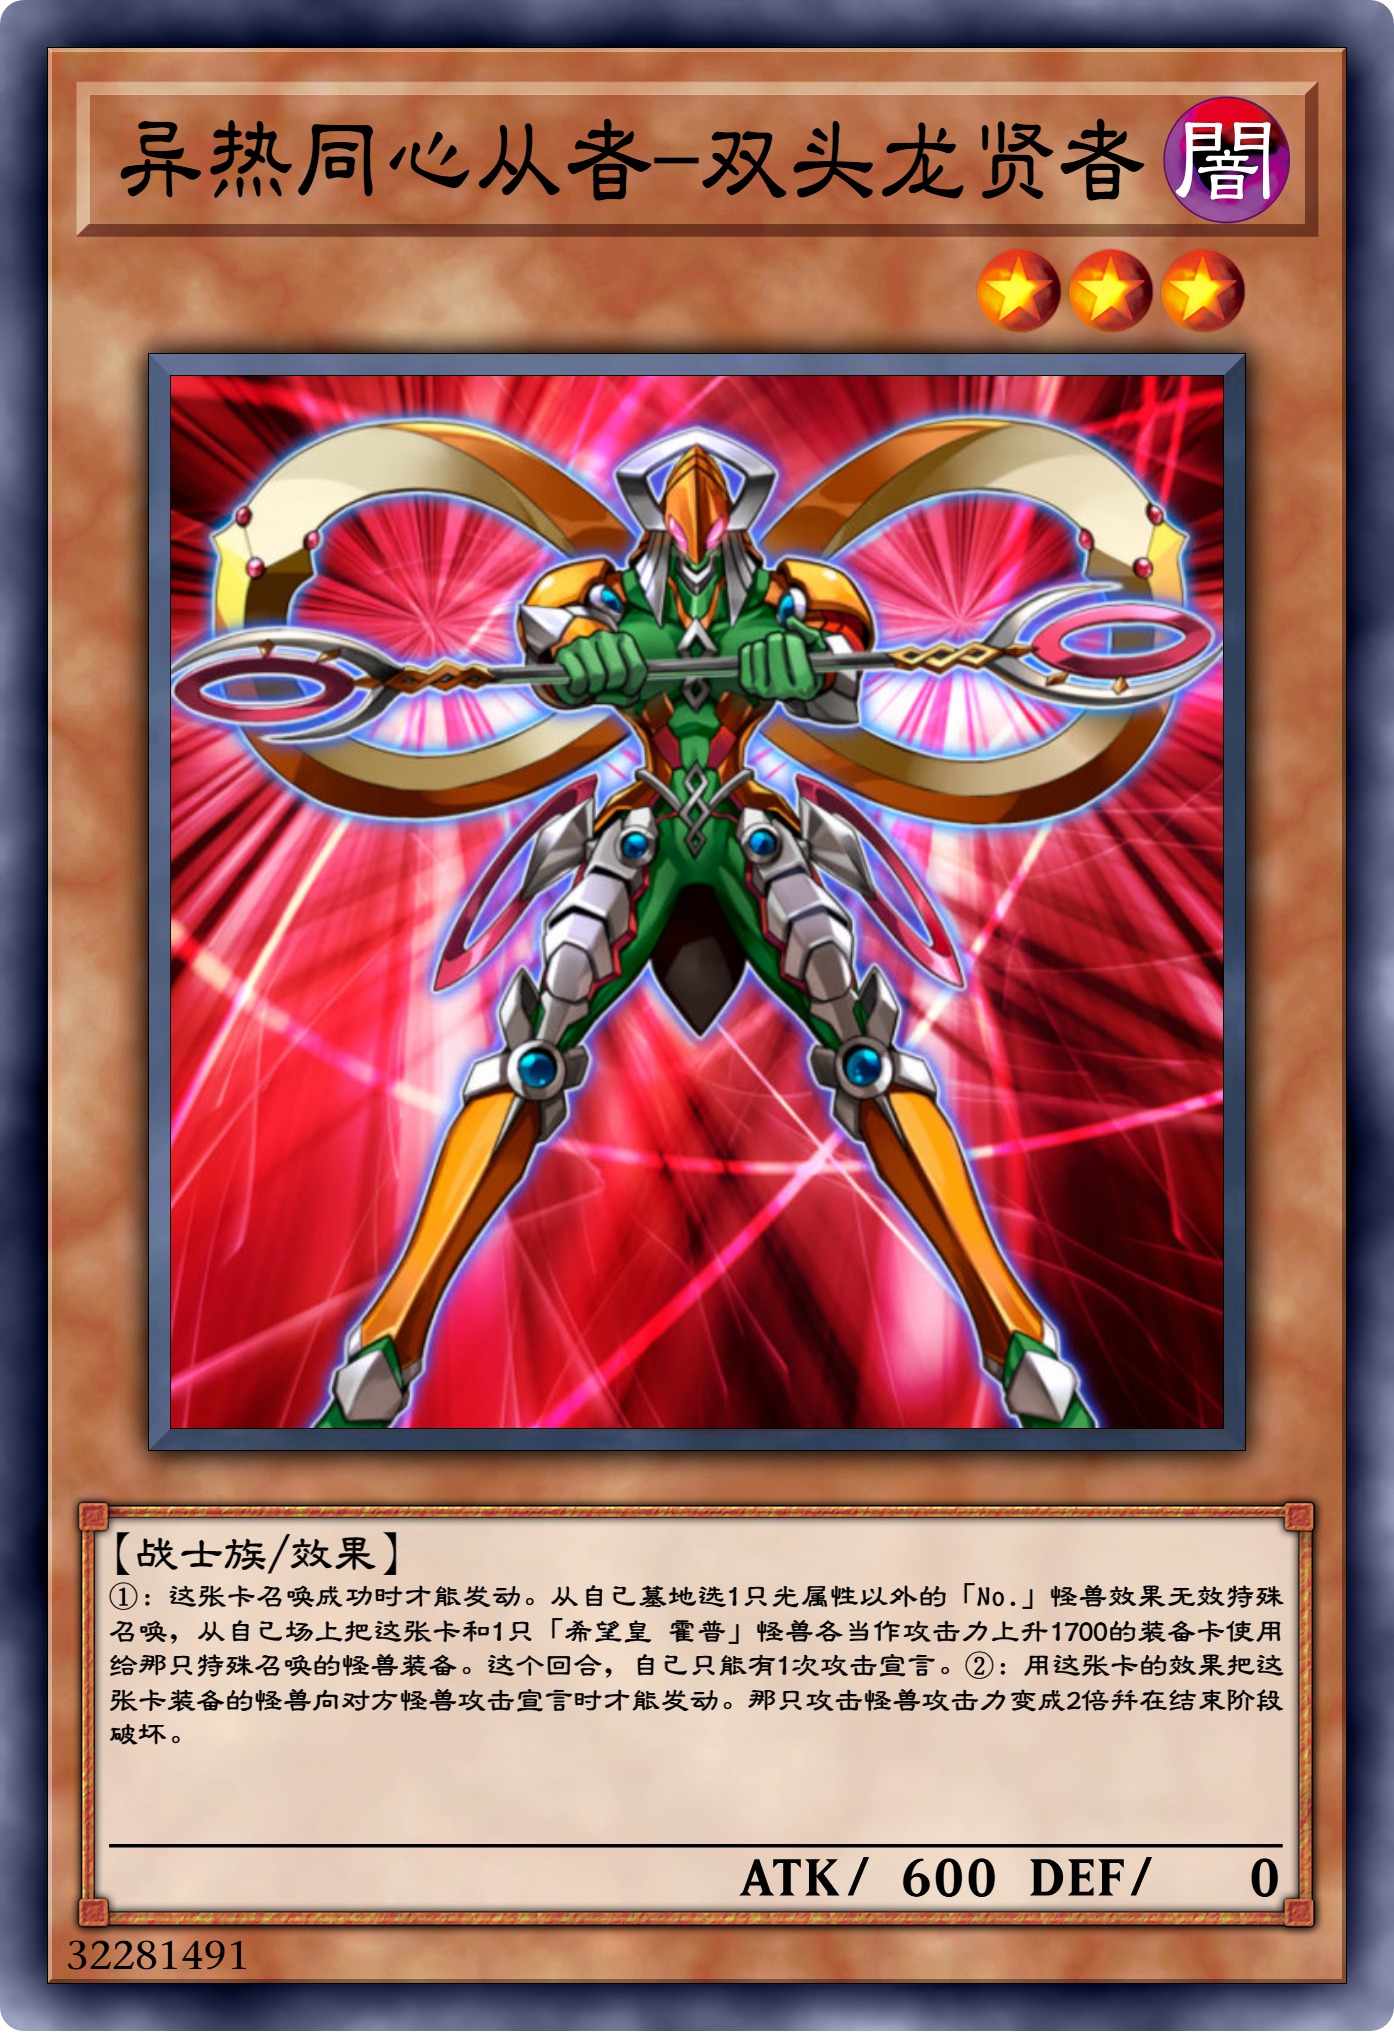 异热同心从者-双头龙贤者
闇
【战士族/效果】
①：这张卡召唤成功时才能发动。从自己墓地选1只光属性以外的「No.」怪兽效果无效特殊
召唤，从自己场上把这张卡和1只「希望皇 霍普」怪兽各当作攻击力上升1700的装备卡使用
给那只特殊召唤的怪兽装备。这个回合，自己只能有1次攻击宣言。②：用这张卡的效果把这
张卡装备的怪兽向对方怪兽攻击宣言时才能发动。那只攻击怪兽攻击力变成2倍并在结束阶段
破坏。
ATK/ 600 DEF/ 0
32281491